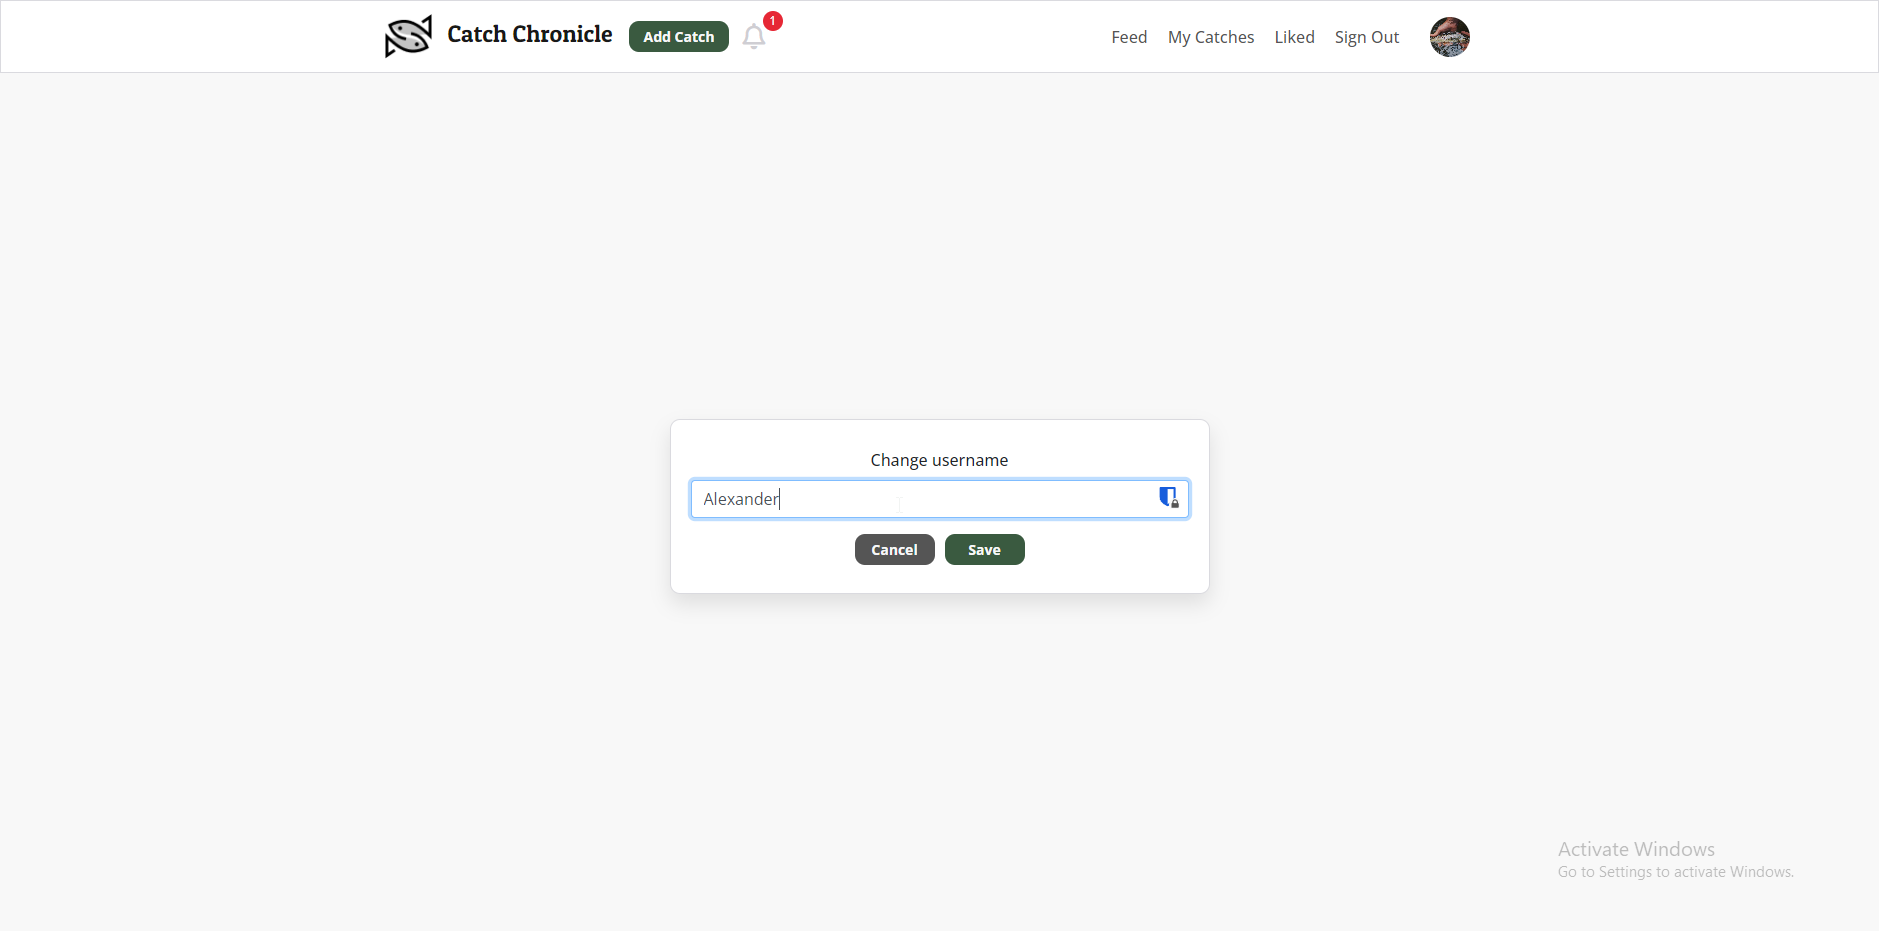 Catch Chronicle
Add Catch
1
Feed
My Catches
Liked
Sign Out
Change username
Alexander
Cancel
Save
Activate Windows
Go to Settings to activate Windows.